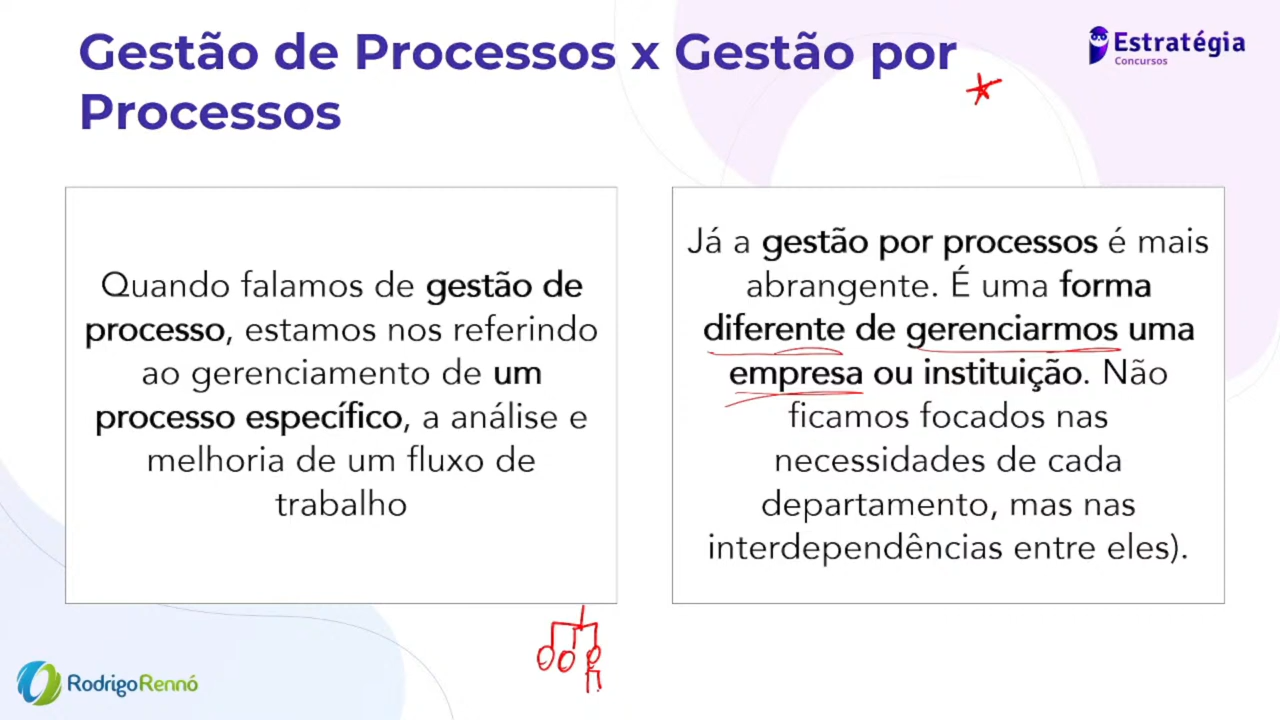 Gestão de Processos x Gestão por
Processos
Estratégia
Concursos
Quando falamos de gestão de
processo, estamos nos referindo
ao gerenciamento de um
processo específico, a análise e
melhoria de um fluxo de
trabalho
Já a gestão por processos é mais
abrangente. É uma forma
diferente de gerenciarmos uma
empresa ou instituição. Não
ficamos focados nas
necessidades de cada
departamento, mas nas
interdependências entre eles).
RodrigoRennó